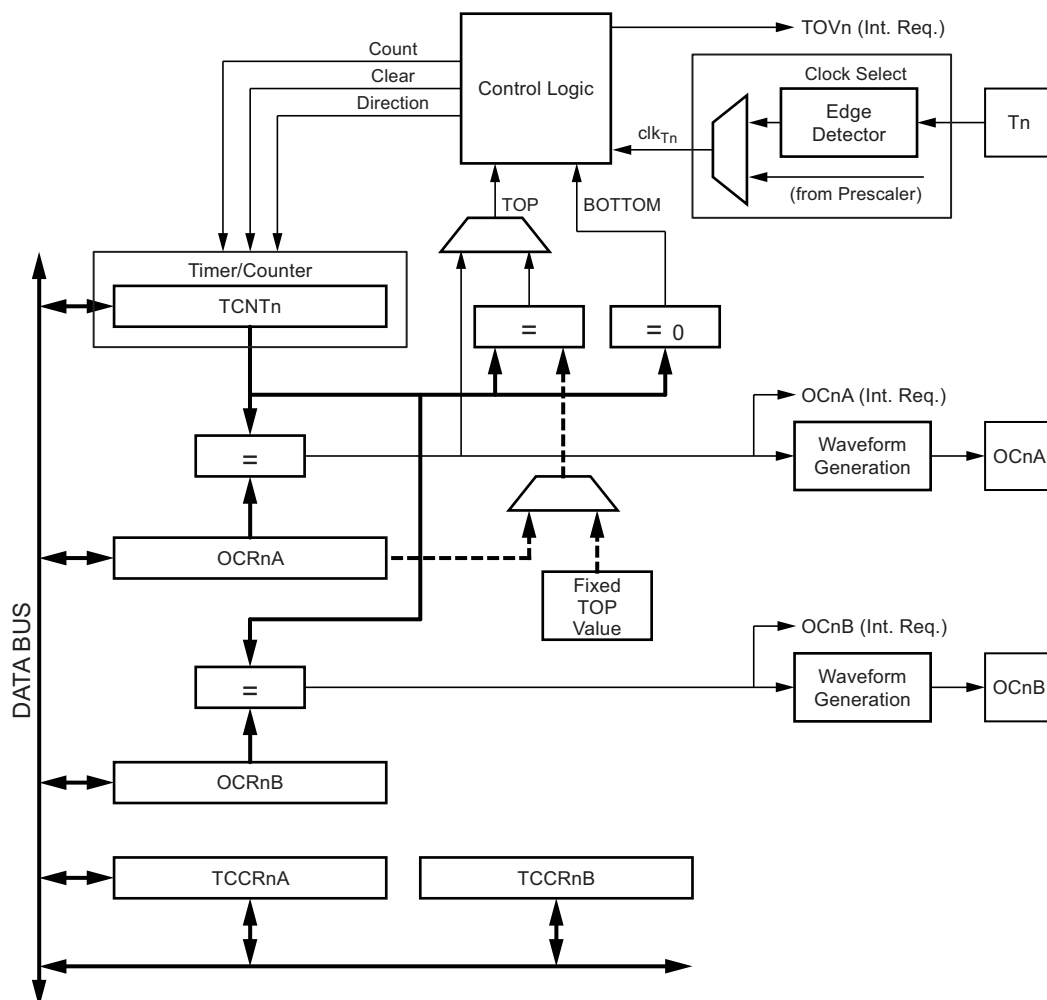 TOVn (Int. Req.)
Count
Clear
Direction
Control Logic
Clock Select
Edge
Detector
Tn
clkTn
(from Prescaler)
TOP
BOTTOM
Timer/Counter
TCNTn
=
= 0
OCnA (Int. Req.)
=
Waveform
Generation
OCnA
OCRnA
Fixed
TOP
Value
DATA BUS
OCnB (Int. Req.)
=
Waveform
Generation
OCnB
OCRnB
TCCRnA
TCCRnB